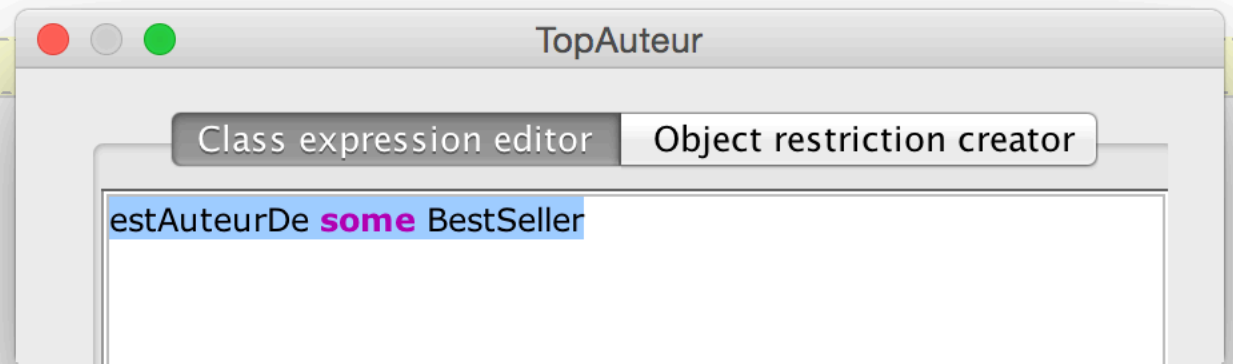 TopAuteur
Class expression editor
Object restriction creator
estAuteurDe some BestSeller